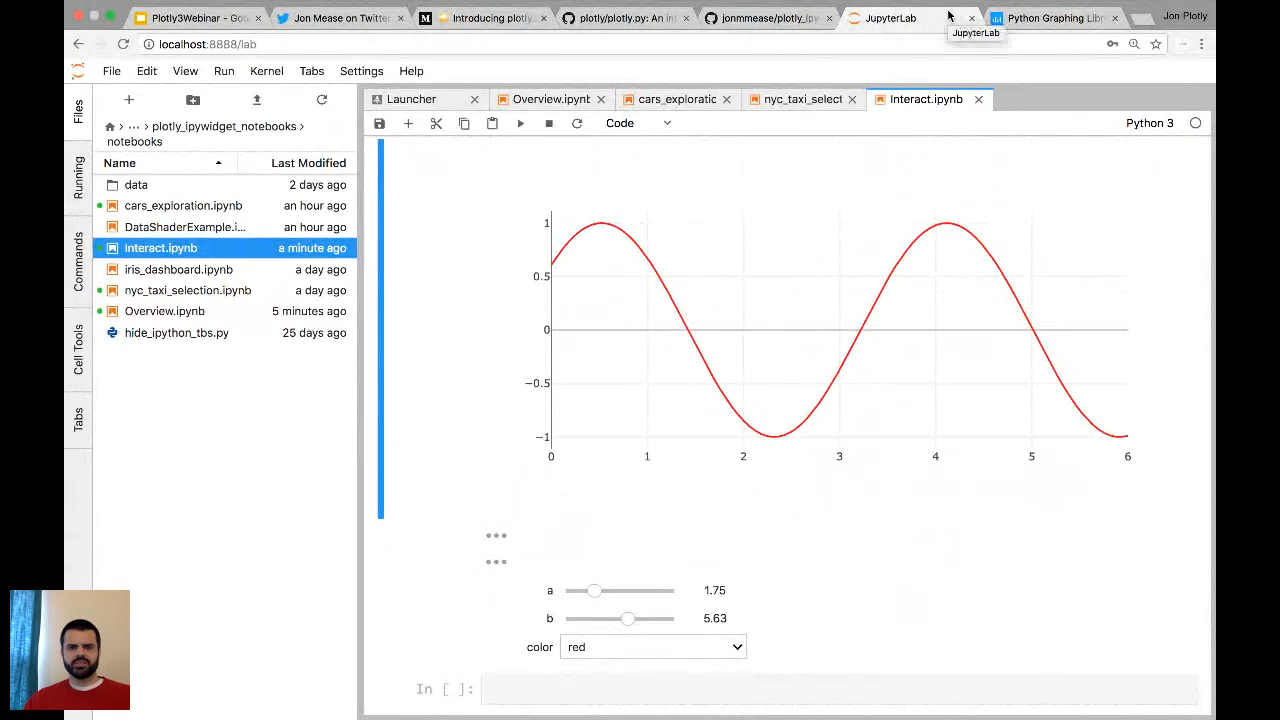 Plotly3Webinar - Goo
Jon Mease on Twitter
Introducing plotly.
plotly/plotly.py: An i
jonmmease/plotly_ip
JupyterLab
Python Graphing Libr
Jon Plotly
JupyterLab
localhost:8888/lab
File Edit View Run Kernel Tabs Settings Help
Files
Running
Commands
Cell Tools
Tabs
… plotly_ipywidget_notebooks
notebooks
Name Last Modified
data 2 days ago
cars_exploration.ipynb an hour ago
DataShaderExample.i... an hour ago
Interact.ipynb a minute ago
iris_dashboard.ipynb a day ago
nyc_taxi_selection.ipynb a day ago
Overview.ipynb 5 minutes ago
hide_ipython_tbs.py 25 days ago
Launcher
Overview.ipynt
cars_exploratic
nyc_taxi_select
Interact.ipynb
Code
Python 3
1
0.5
0
−0.5
−1
0 1 2 3 4 5 6
a 1.75
b 5.63
color red
In [ ]: